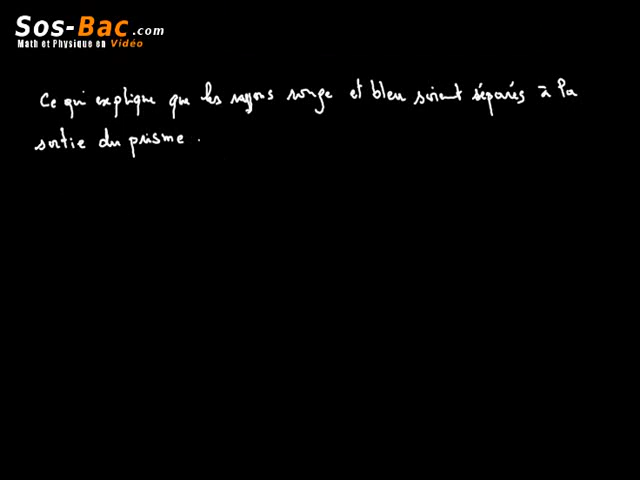 Sos-Bac.com
Math et Physique en Vidéo
Ce qui explique que les rayons rouge et bleu soient séparés à la
sortie du prisme.